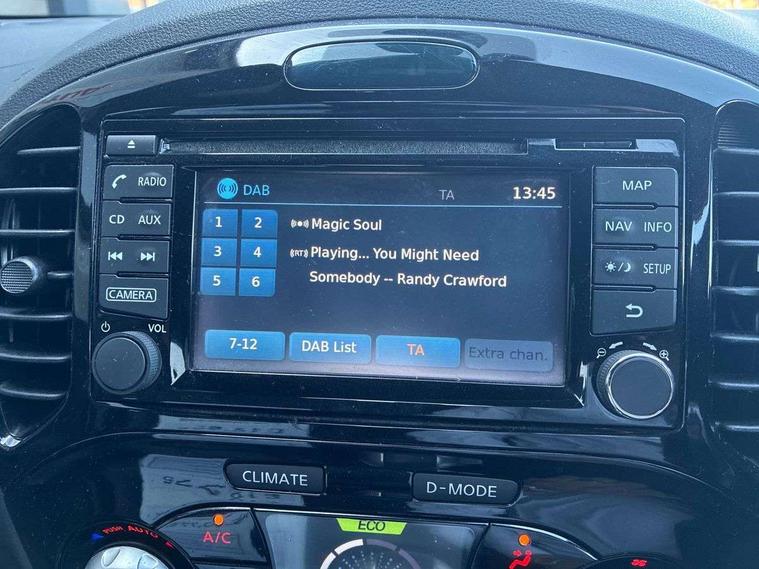 RADIO
CD AUX
CAMERA
VOL
DAB TA 13:45
1 2 Magic Soul
3 4 (RT) Playing... You Might Need
5 6 Somebody -- Randy Crawford
7-12 DAB List TA Extra chan.
MAP
NAV INFO
SETUP
CLIMATE D-MODE
PUSH AUTO A/C ECO